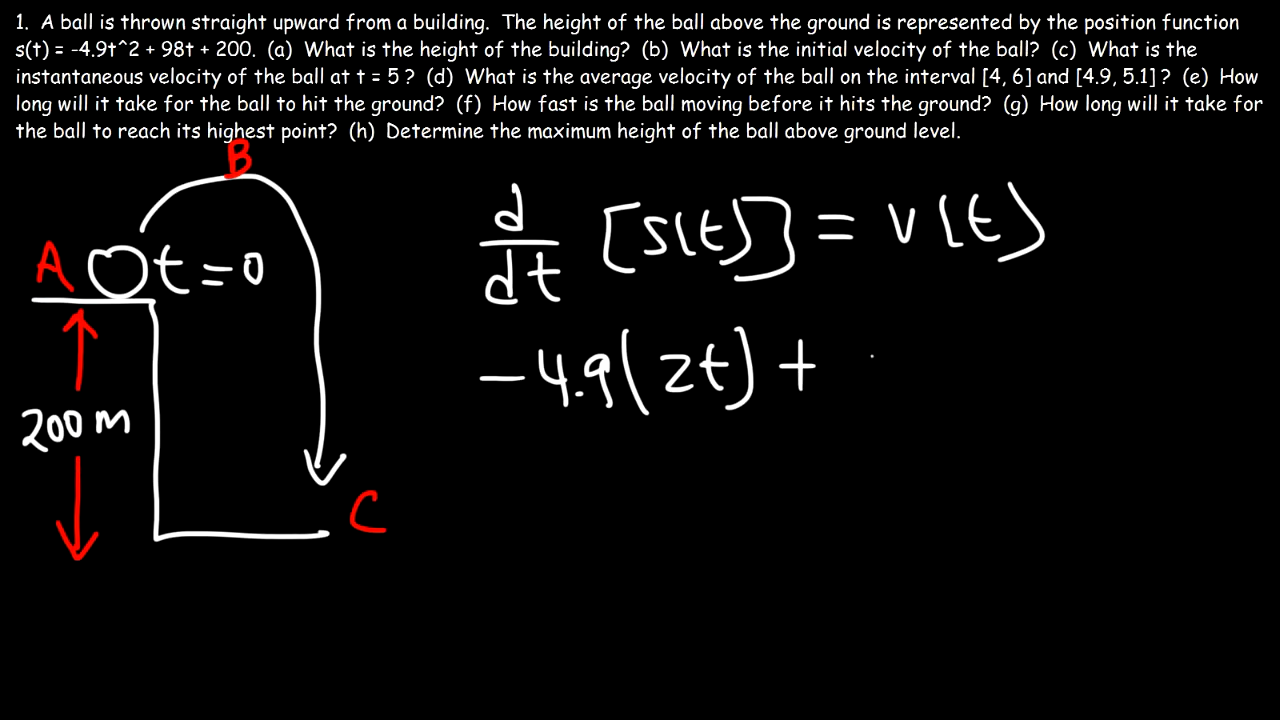 1. A ball is thrown straight upward from a building. The height of the ball above the ground is represented by the position function
s(t) = -4.9t^2 + 98t + 200. (a) What is the height of the building? (b) What is the initial velocity of the ball? (c) What is the
instantaneous velocity of the ball at t = 5 ? (d) What is the average velocity of the ball on the interval [4, 6] and [4.9, 5.1] ? (e) How
long will it take for the ball to hit the ground? (f) How fast is the ball moving before it hits the ground? (g) How long will it take for
the ball to reach its highest point? (h) Determine the maximum height of the ball above ground level.
B
d/dt [s(t)] = v(t)
A t=0
-4.9(2t) +
200 m
C